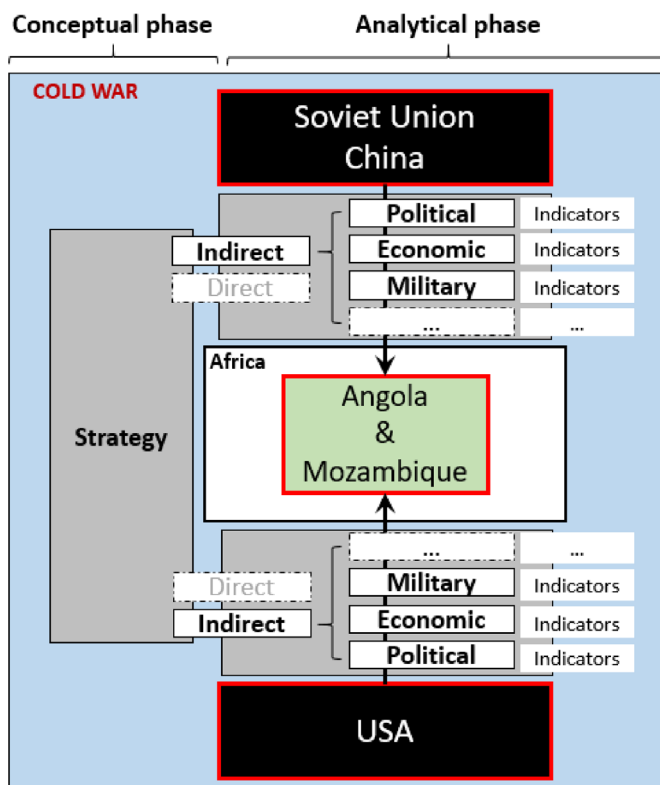 Conceptual phase
Analytical phase
COLD WAR
Soviet Union
China
Political Indicators
Indirect Economic Indicators
Direct Military Indicators
... ...
Africa
Angola
&
Mozambique
Strategy
... ...
Direct Military Indicators
Indirect Economic Indicators
Political Indicators
USA